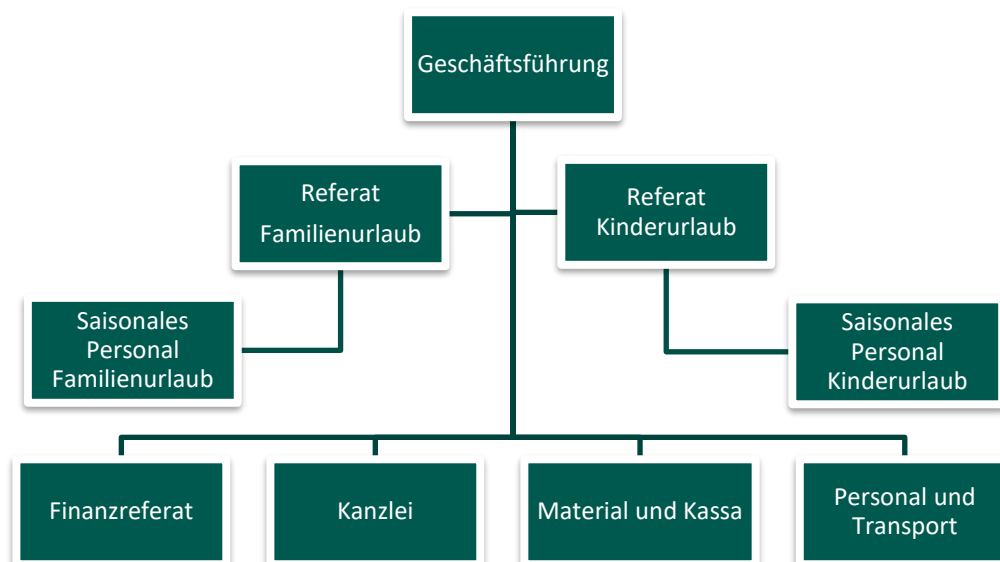 Geschäftsführung
Referat
Familienurlaub
Referat
Kinderurlaub
Saisonales
Personal
Familienurlaub
Saisonales
Personal
Kinderurlaub
Finanzreferat
Kanzlei
Material und Kassa
Personal und
Transport